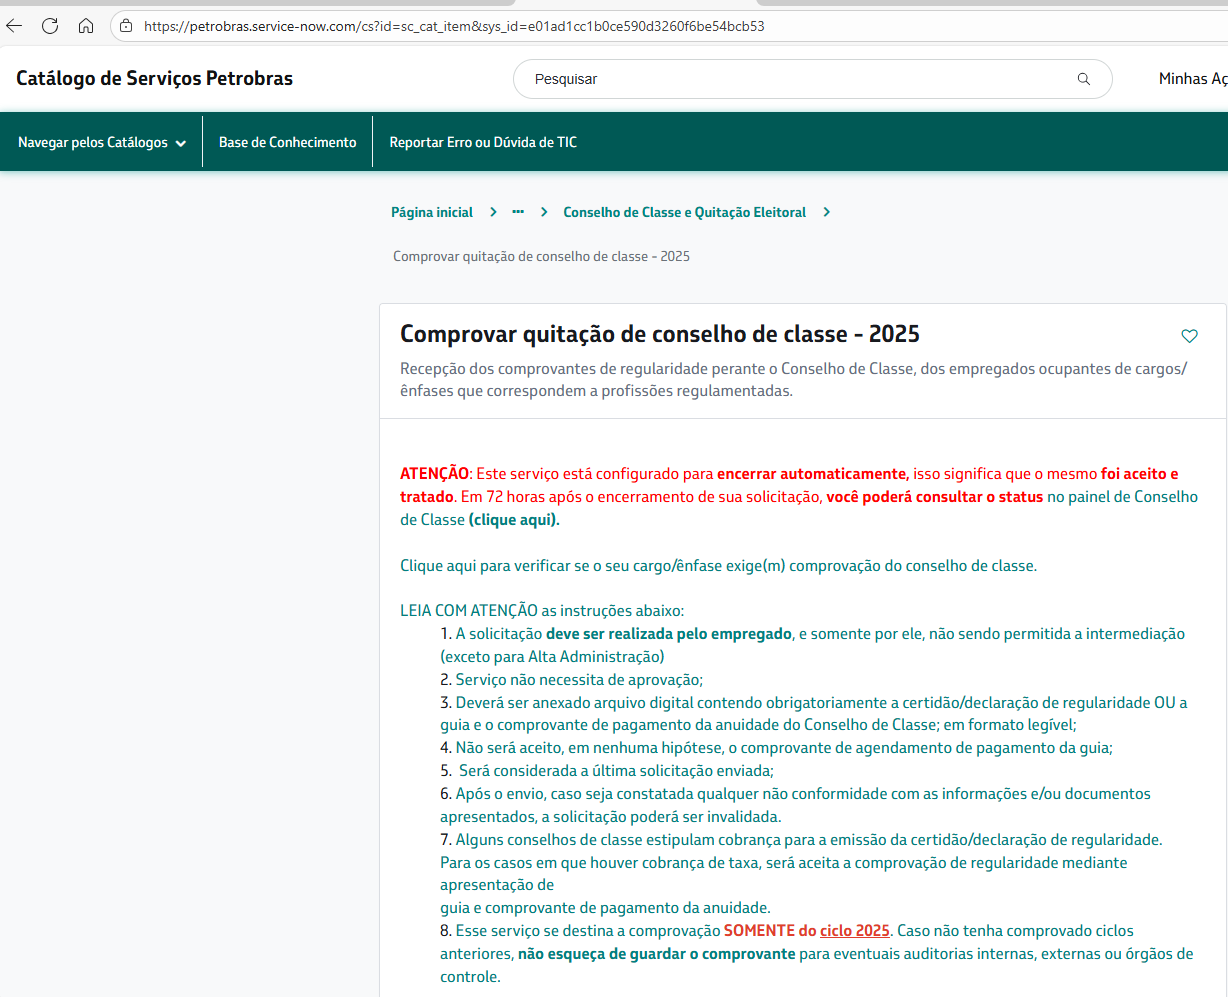 https://petrobras.service-now.com/cs?id=sc_cat_item&sys_id=e01ad1cc1b0ce590d3260f6be54bcb53
Catálogo de Serviços Petrobras
Pesquisar
Minhas Aç
Navegar pelos Catálogos
Base de Conhecimento
Reportar Erro ou Dúvida de TIC
Página inicial > ... > Conselho de Classe e Quitação Eleitoral >
Comprovar quitação de conselho de classe - 2025
Comprovar quitação de conselho de classe - 2025
Recepção dos comprovantes de regularidade perante o Conselho de Classe, dos empregados ocupantes de cargos/
ênfases que correspondem a profissões regulamentadas.
ATENÇÃO: Este serviço está configurado para encerrar automaticamente, isso significa que o mesmo foi aceito e
tratado. Em 72 horas após o encerramento de sua solicitação, você poderá consultar o status no painel de Conselho
de Classe (clique aqui).
Clique aqui para verificar se o seu cargo/ênfase exige(m) comprovação do conselho de classe.
LEIA COM ATENÇÃO as instruções abaixo:
1. A solicitação deve ser realizada pelo empregado, e somente por ele, não sendo permitida a intermediação
(exceto para Alta Administração)
2. Serviço não necessita de aprovação;
3. Deverá ser anexado arquivo digital contendo obrigatoriamente a certidão/declaração de regularidade OU a
guia e o comprovante de pagamento da anuidade do Conselho de Classe; em formato legível;
4. Não será aceito, em nenhuma hipótese, o comprovante de agendamento de pagamento da guia;
5. Será considerada a última solicitação enviada;
6. Após o envio, caso seja constatada qualquer não conformidade com as informações e/ou documentos
apresentados, a solicitação poderá ser invalidada.
7. Alguns conselhos de classe estipulam cobrança para a emissão da certidão/declaração de regularidade.
Para os casos em que houver cobrança de taxa, será aceita a comprovação de regularidade mediante
apresentação de
guia e comprovante de pagamento da anuidade.
8. Esse serviço se destina a comprovação SOMENTE do ciclo 2025. Caso não tenha comprovado ciclos
anteriores, não esqueça de guardar o comprovante para eventuais auditorias internas, externas ou órgãos de
controle.